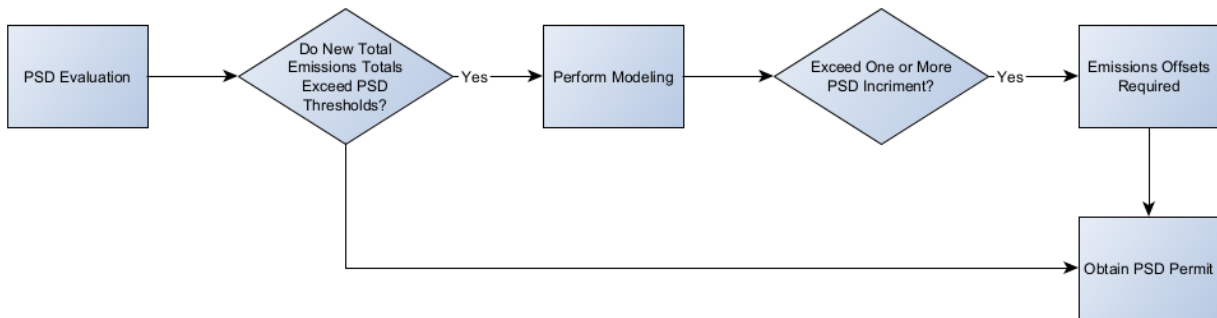 PSD Evaluation
Do New Total
Emissions Totals
Exceed PSD
Thresholds?
Yes
Perform Modeling
Exceed One or More
PSD Incriment?
Yes
Emissions Offsets
Required
Obtain PSD Permit